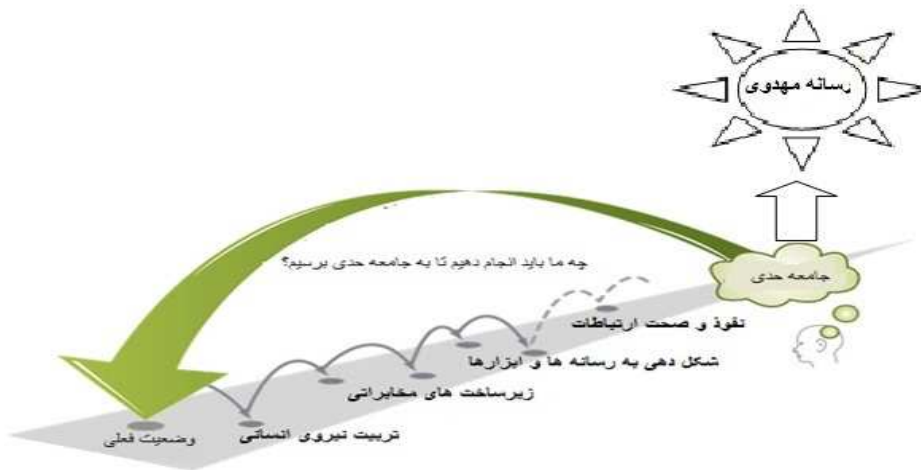 رسانه مهدوی
جامعه حدی
چه ما باید انجام دهیم تا به جامعه حدی برسیم؟
نفوذ و صحت ارتباطات
شکل دهی به رسانه ها و ابزارها
زیرساخت های مخابراتی
تربیت نیروی انسانی
وضعیت فعلی